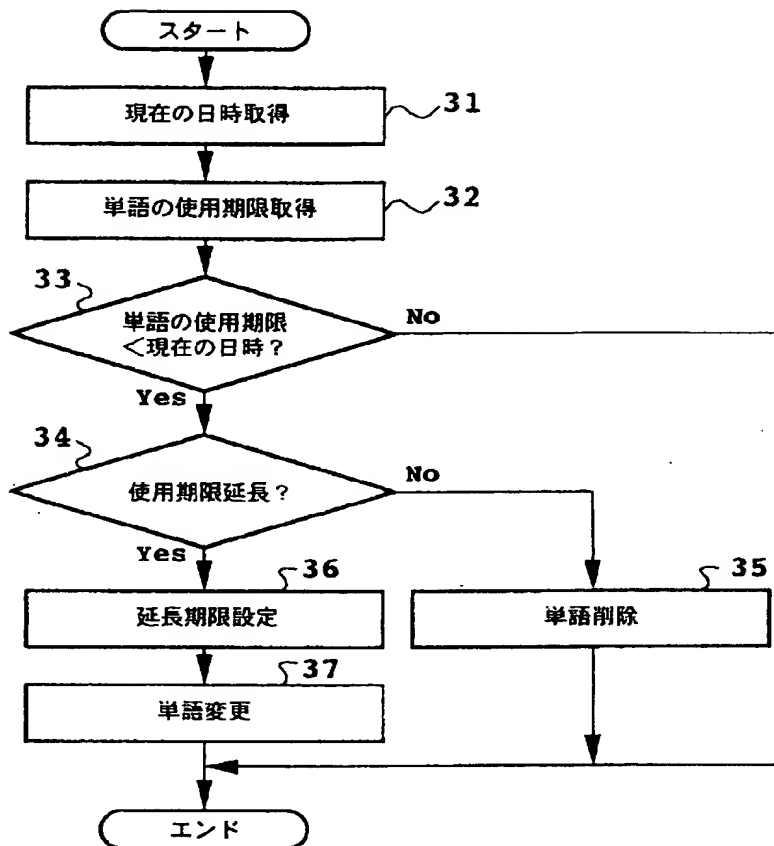 スタート
現在の日時取得
31
単語の使用期限取得
32
33
単語の使用期限
<現在の日時?
No
Yes
34
使用期限延長?
No
Yes
36
延長期限設定
35
単語削除
37
単語変更
エンド